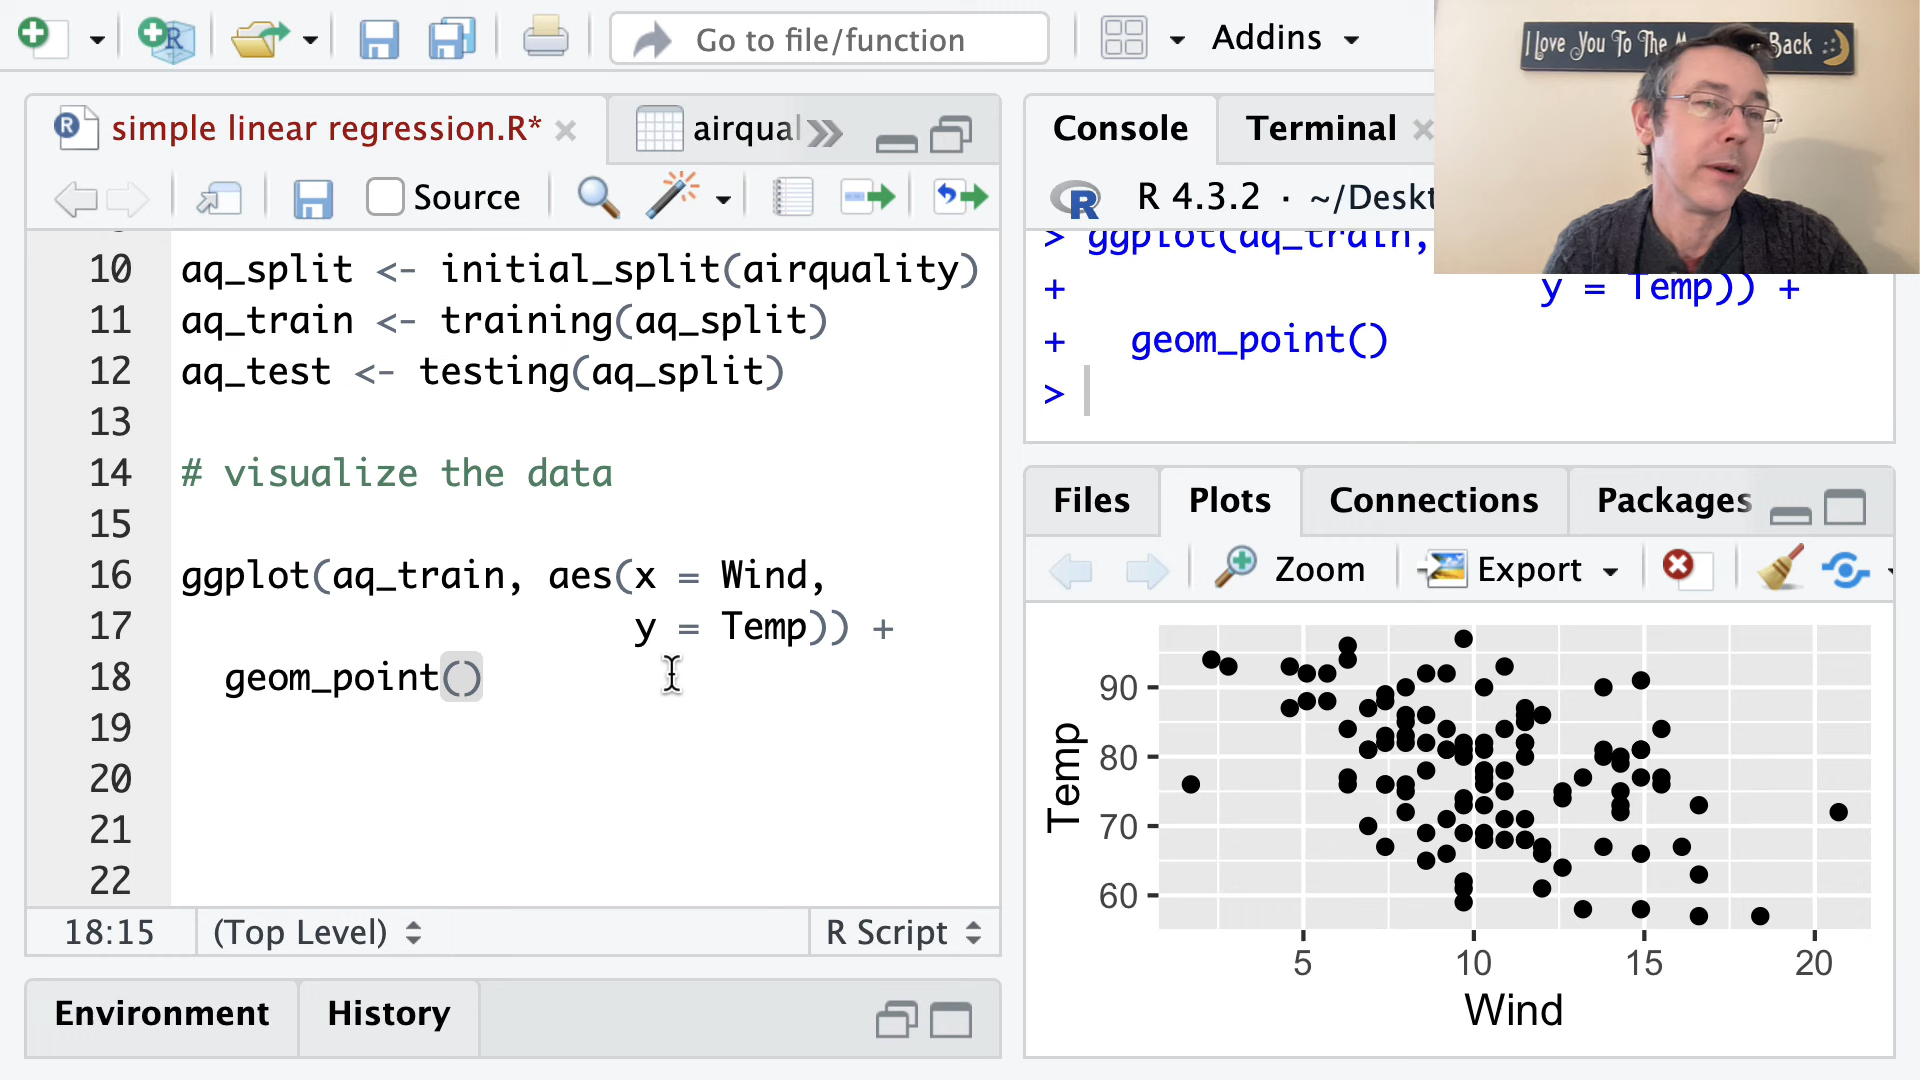 Go to file/function
Addins
I Love You To The M Back
simple linear regression.R*
airqual
Source
10 aq_split <- initial_split(airquality)
11 aq_train <- training(aq_split)
12 aq_test <- testing(aq_split)
13
14 # visualize the data
15
16 ggplot(aq_train, aes(x = Wind,
17 y = Temp)) +
18 geom_point()
19
20
21
22
18:15 (Top Level) R Script
Environment History
Console Terminal
R 4.3.2 · ~/Deskt
> ggplot(aq_train,
+ y = Temp)) +
+ geom_point()
>
Files Plots Connections Packages
Zoom Export
Temp
90
80
70
60
5 10 15 20
Wind